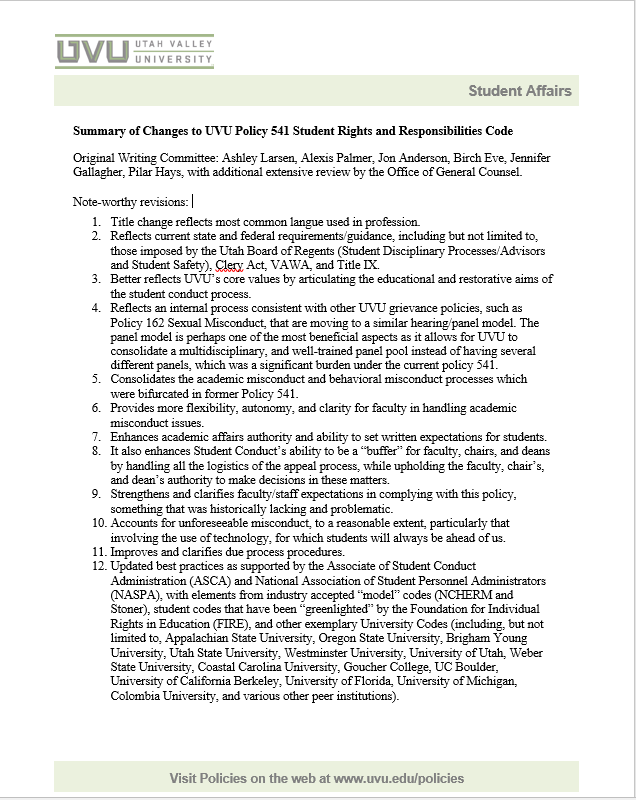 UVU UTAH VALLEY
UNIVERSITY
Student Affairs
Summary of Changes to UVU Policy 541 Student Rights and Responsibilities Code
Original Writing Committee: Ashley Larsen, Alexis Palmer, Jon Anderson, Birch Eve, Jennifer
Gallagher, Pilar Hays, with additional extensive review by the Office of General Counsel.
Note-worthy revisions:
1. Title change reflects most common langue used in profession.
2. Reflects current state and federal requirements/guidance, including but not limited to,
those imposed by the Utah Board of Regents (Student Disciplinary Processes/Advisors
and Student Safety), Clery Act, VAWA, and Title IX.
3. Better reflects UVU's core values by articulating the educational and restorative aims of
the student conduct process.
4. Reflects an internal process consistent with other UVU grievance policies, such as
Policy 162 Sexual Misconduct, that are moving to a similar hearing/panel model. The
panel model is perhaps one of the most beneficial aspects as it allows for UVU to
consolidate a multidisciplinary, and well-trained panel pool instead of having several
different panels, which was a significant burden under the current policy 541.
5. Consolidates the academic misconduct and behavioral misconduct processes which
were bifurcated in former Policy 541.
6. Provides more flexibility, autonomy, and clarity for faculty in handling academic
misconduct issues.
7. Enhances academic affairs authority and ability to set written expectations for students.
8. It also enhances Student Conduct's ability to be a “buffer” for faculty, chairs, and deans
by handling all the logistics of the appeal process, while upholding the faculty, chair's,
and dean's authority to make decisions in these matters.
9. Strengthens and clarifies faculty/staff expectations in complying with this policy,
something that was historically lacking and problematic.
10. Accounts for unforeseeable misconduct, to a reasonable extent, particularly that
involving the use of technology, for which students will always be ahead of us.
11. Improves and clarifies due process procedures.
12. Updated best practices as supported by the Associate of Student Conduct
Administration (ASCA) and National Association of Student Personnel Administrators
(NASPA), with elements from industry accepted “model” codes (NCHERM and
Stoner), student codes that have been “greenlighted” by the Foundation for Individual
Rights in Education (FIRE), and other exemplary University Codes (including, but not
limited to, Appalachian State University, Oregon State University, Brigham Young
University, Utah State University, Westminster University, University of Utah, Weber
State University, Coastal Carolina University, Goucher College, UC Boulder,
University of California Berkeley, University of Florida, University of Michigan,
Colombia University, and various other peer institutions).
Visit Policies on the web at www.uvu.edu/policies